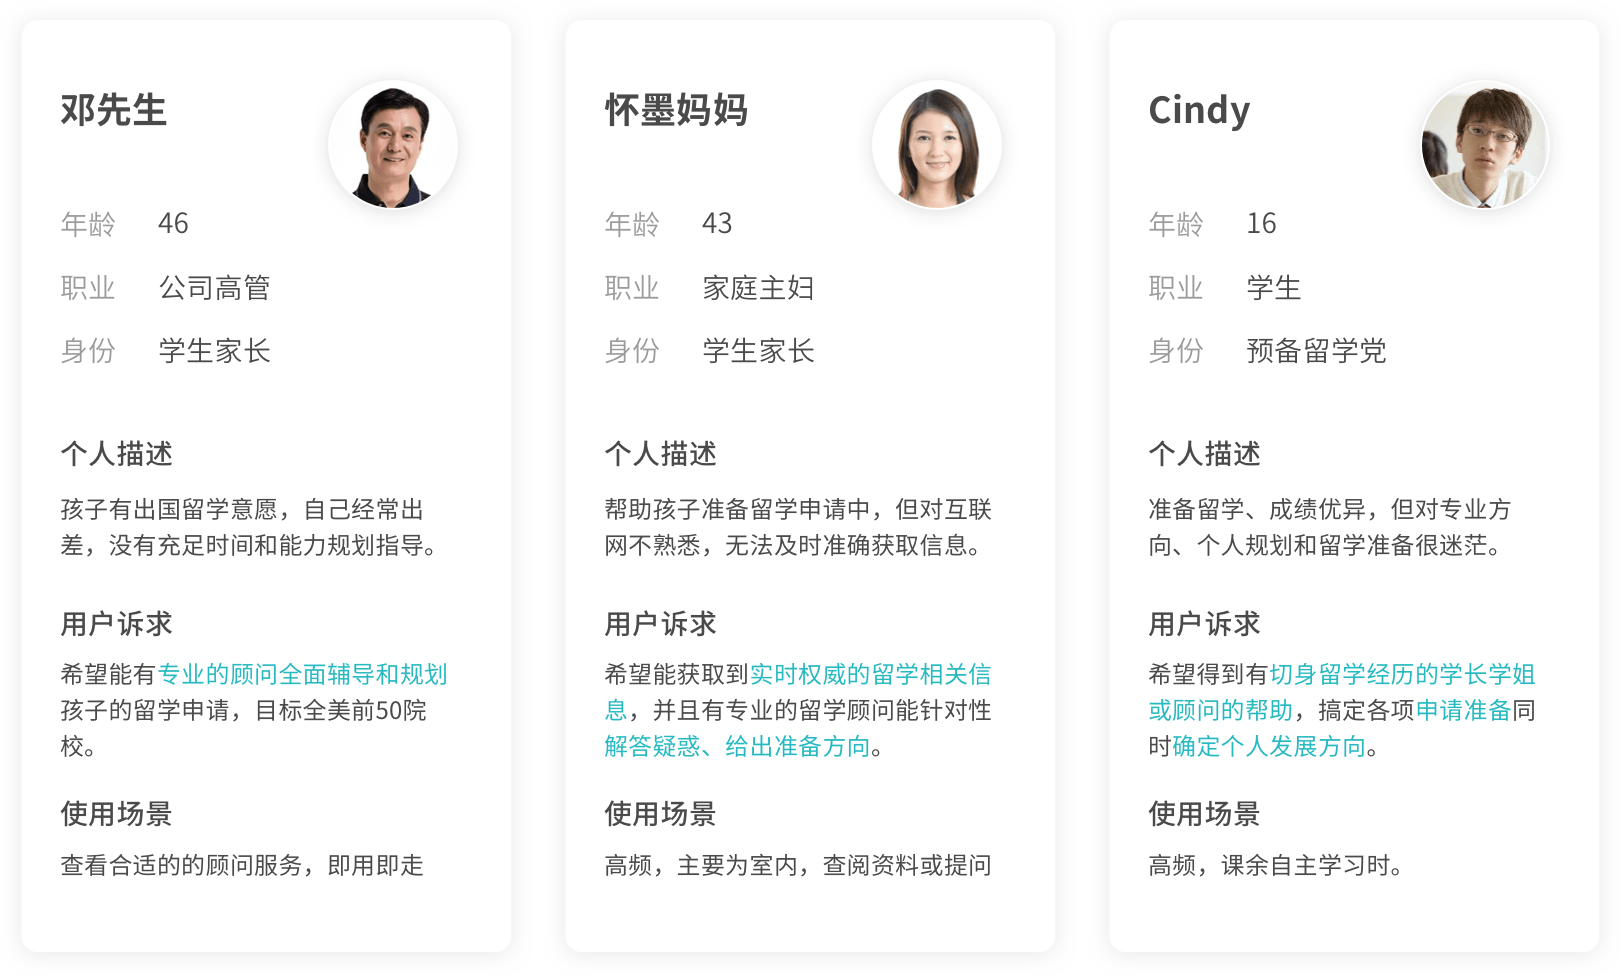 邓先生
年龄 46
职业 公司高管
身份 学生家长
个人描述
孩子有出国留学意愿，自己经常出
差，没有充足时间和能力规划指导。
用户诉求
希望能有专业的顾问全面辅导和规划
孩子的留学申请，目标全美前50院
校。
使用场景
查看合适的的顾问服务，即用即走
怀墨妈妈
年龄 43
职业 家庭主妇
身份 学生家长
个人描述
帮助孩子准备留学申请中，但对互联
网不熟悉，无法及时准确获取信息。
用户诉求
希望能获取到实时权威的留学相关信
息，并且有专业的留学顾问能针对性
解答疑惑、给出准备方向。
使用场景
高频，主要为室内，查阅资料或提问
Cindy
年龄 16
职业 学生
身份 预备留学党
个人描述
准备留学、成绩优异，但对专业方
向、个人规划和留学准备很迷茫。
用户诉求
希望得到有切身留学经历的学长学姐
或顾问的帮助，搞定各项申请准备同
时确定个人发展方向。
使用场景
高频，课余自主学习时。